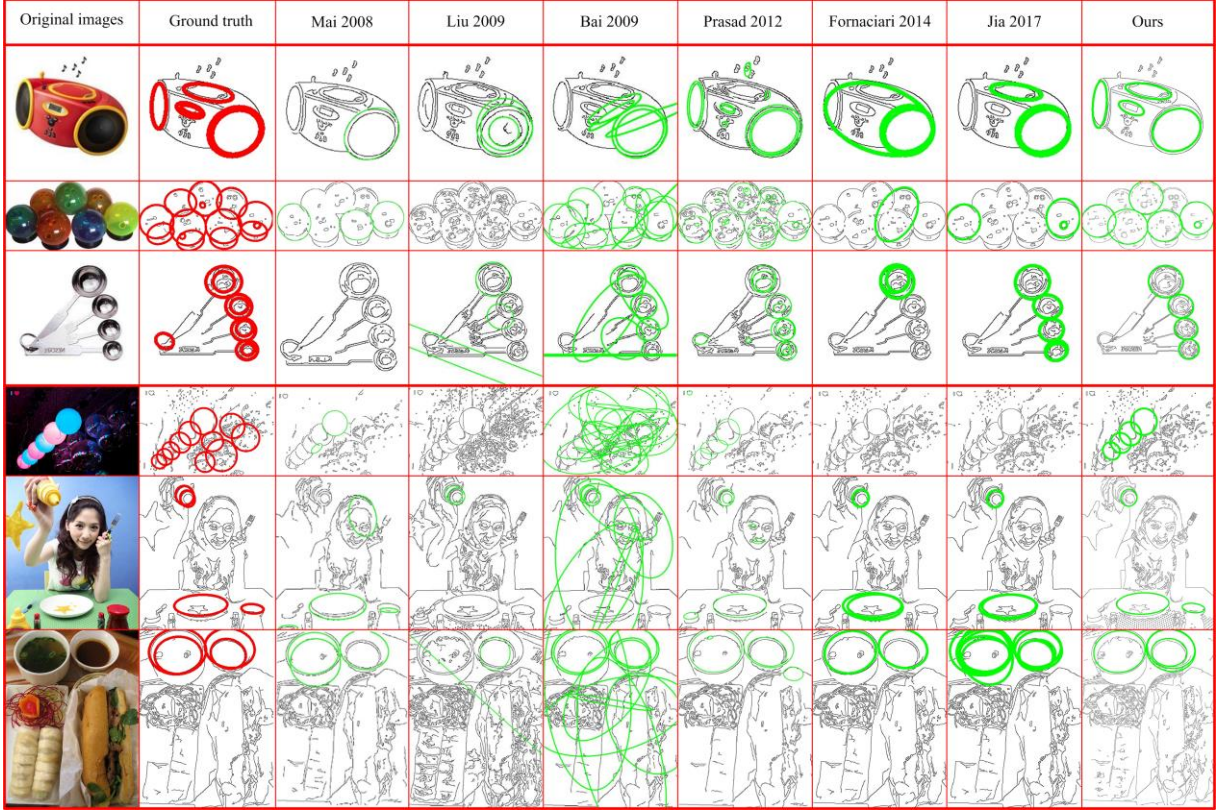 Original images
Ground truth
Mai 2008
Liu 2009
Bai 2009
Prasad 2012
Fornaciari 2014
Jia 2017
Ours